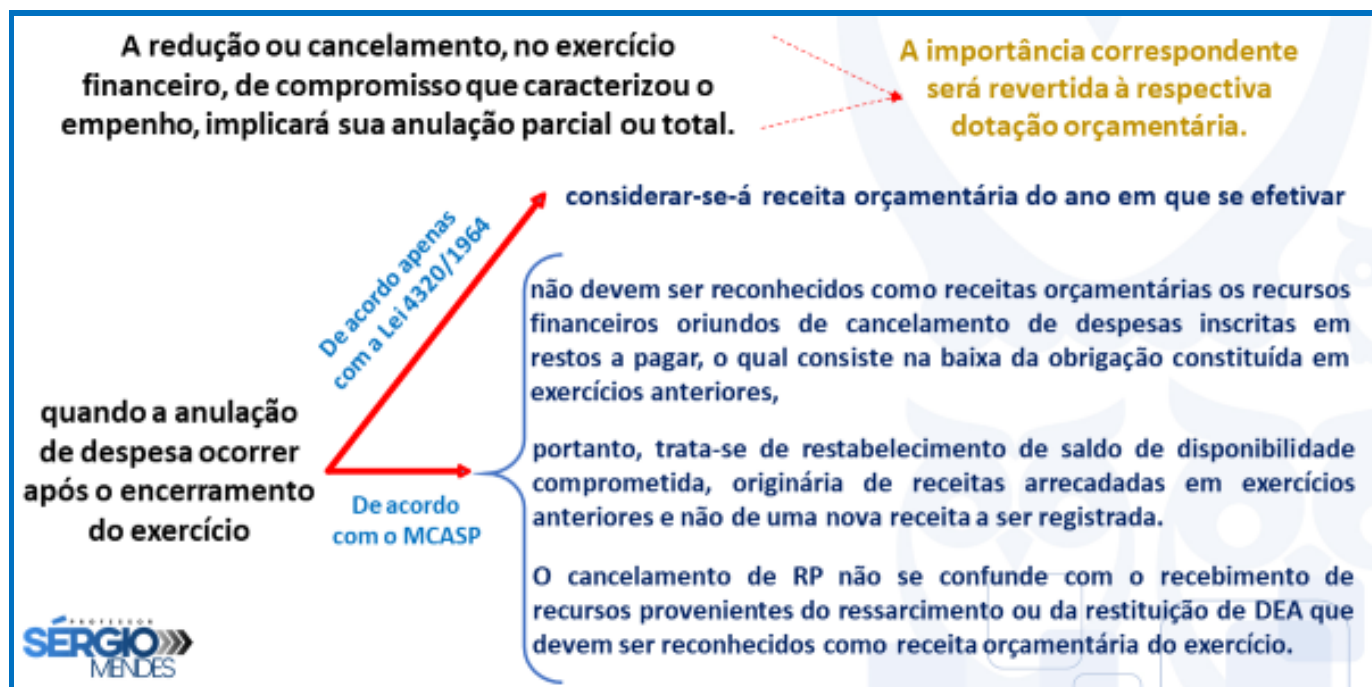 A redução ou cancelamento, no exercício
financeiro, de compromisso que caracterizou o
empenho, implicará sua anulação parcial ou total.
A importância correspondente
será revertida à respectiva
dotação orçamentária.
De acordo apenas
com a Lei 4320/1964
considerar-se-á receita orçamentária do ano em que se efetivar
quando a anulação
de despesa ocorrer
após o encerramento
do exercício
De acordo
com o MCASP
não devem ser reconhecidos como receitas orçamentárias os recursos
financeiros oriundos de cancelamento de despesas inscritas em
restos a pagar, o qual consiste na baixa da obrigação constituída em
exercícios anteriores,
portanto, trata-se de restabelecimento de saldo de disponibilidade
comprometida, originária de receitas arrecadadas em exercícios
anteriores e não de uma nova receita a ser registrada.
O cancelamento de RP não se confunde com o recebimento de
recursos provenientes do ressarcimento ou da restituição de DEA que
devem ser reconhecidos como receita orçamentária do exercício.
PROFESSOR
SÉRGIO
MENDES